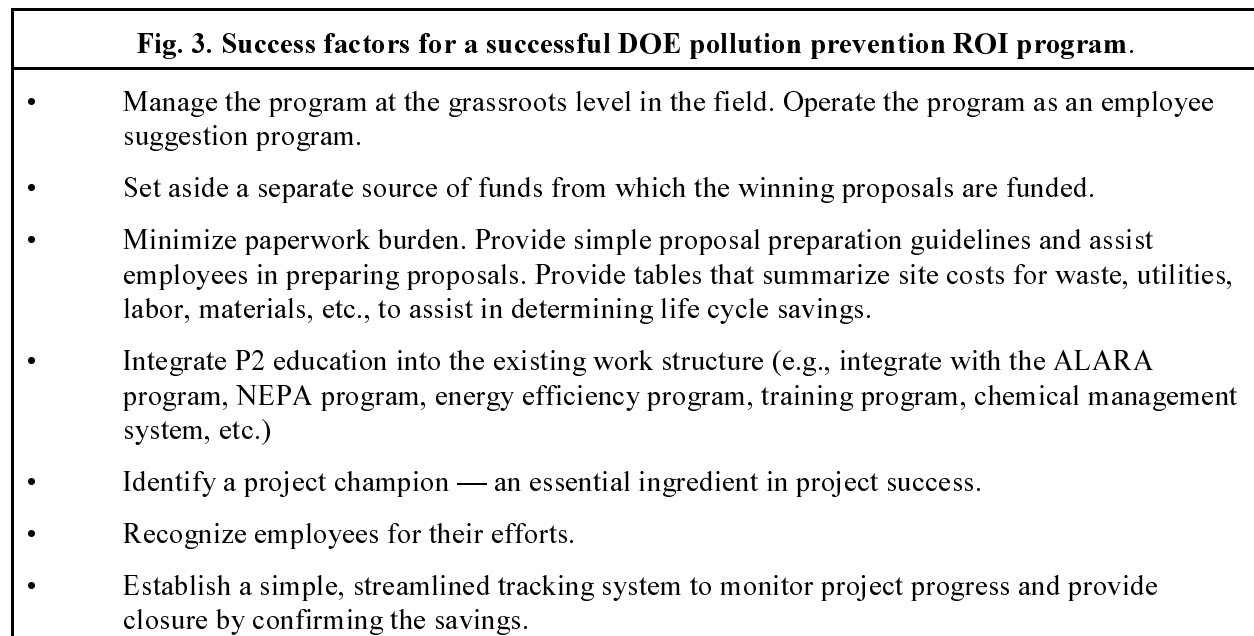 Fig. 3. Success factors for a successful DOE pollution prevention ROI program.
• Manage the program at the grassroots level in the field. Operate the program as an employee
suggestion program.
• Set aside a separate source of funds from which the winning proposals are funded.
• Minimize paperwork burden. Provide simple proposal preparation guidelines and assist
employees in preparing proposals. Provide tables that summarize site costs for waste, utilities,
labor, materials, etc., to assist in determining life cycle savings.
• Integrate P2 education into the existing work structure (e.g., integrate with the ALARA
program, NEPA program, energy efficiency program, training program, chemical management
system, etc.)
• Identify a project champion — an essential ingredient in project success.
• Recognize employees for their efforts.
• Establish a simple, streamlined tracking system to monitor project progress and provide
closure by confirming the savings.